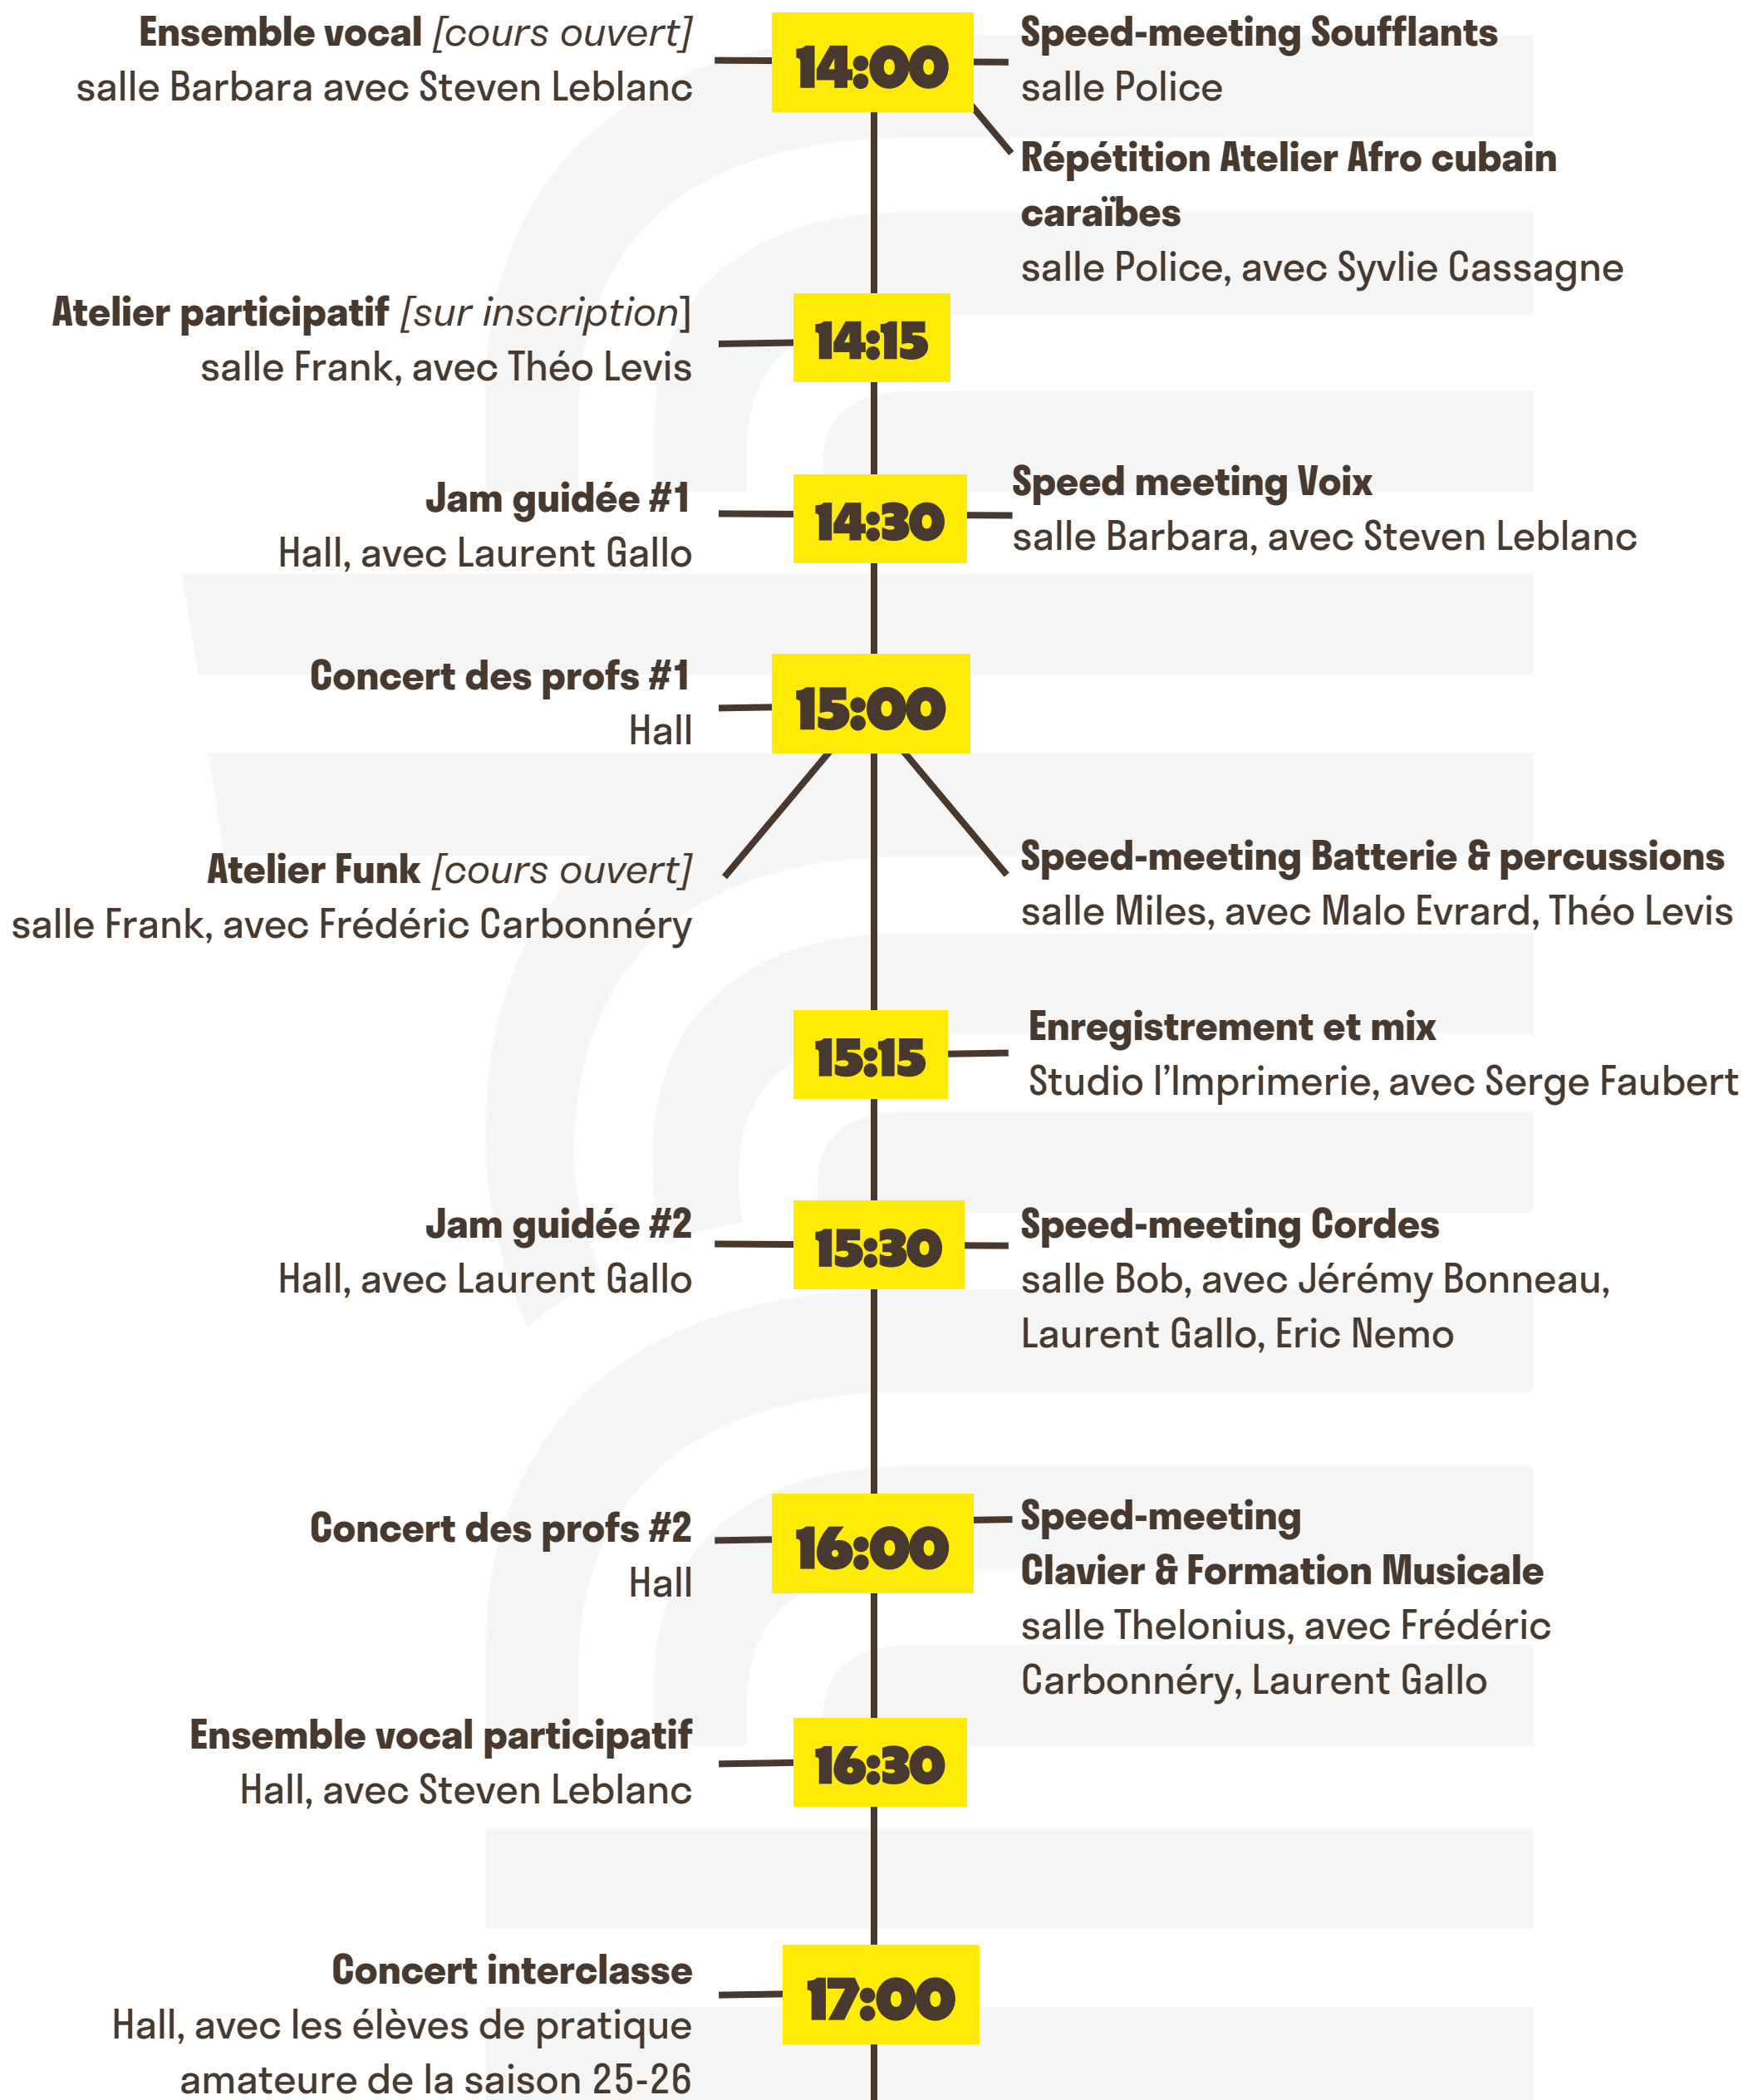 14:00
Ensemble vocal [cours ouvert]
salle Barbara avec Steven Leblanc
Speed-meeting Soufflants
salle Police
Répétition Atelier Afro cubain
caraïbes
salle Police, avec Syvlie Cassagne
14:15
Atelier participatif [sur inscription]
salle Frank, avec Théo Levis
14:30
Jam guidée #1
Hall, avec Laurent Gallo
Speed meeting Voix
salle Barbara, avec Steven Leblanc
15:00
Concert des profs #1
Hall
Atelier Funk [cours ouvert]
salle Frank, avec Frédéric Carbonnéry
Speed-meeting Batterie & percussions
salle Miles, avec Malo Evrard, Théo Levis
15:15
Enregistrement et mix
Studio l’Imprimerie, avec Serge Faubert
15:30
Jam guidée #2
Hall, avec Laurent Gallo
Speed-meeting Cordes
salle Bob, avec Jérémy Bonneau,
Laurent Gallo, Eric Nemo
16:00
Concert des profs #2
Hall
Speed-meeting
Clavier & Formation Musicale
salle Thelonius, avec Frédéric
Carbonnéry, Laurent Gallo
16:30
Ensemble vocal participatif
Hall, avec Steven Leblanc
17:00
Concert interclasse
Hall, avec les élèves de pratique
amateure de la saison 25-26